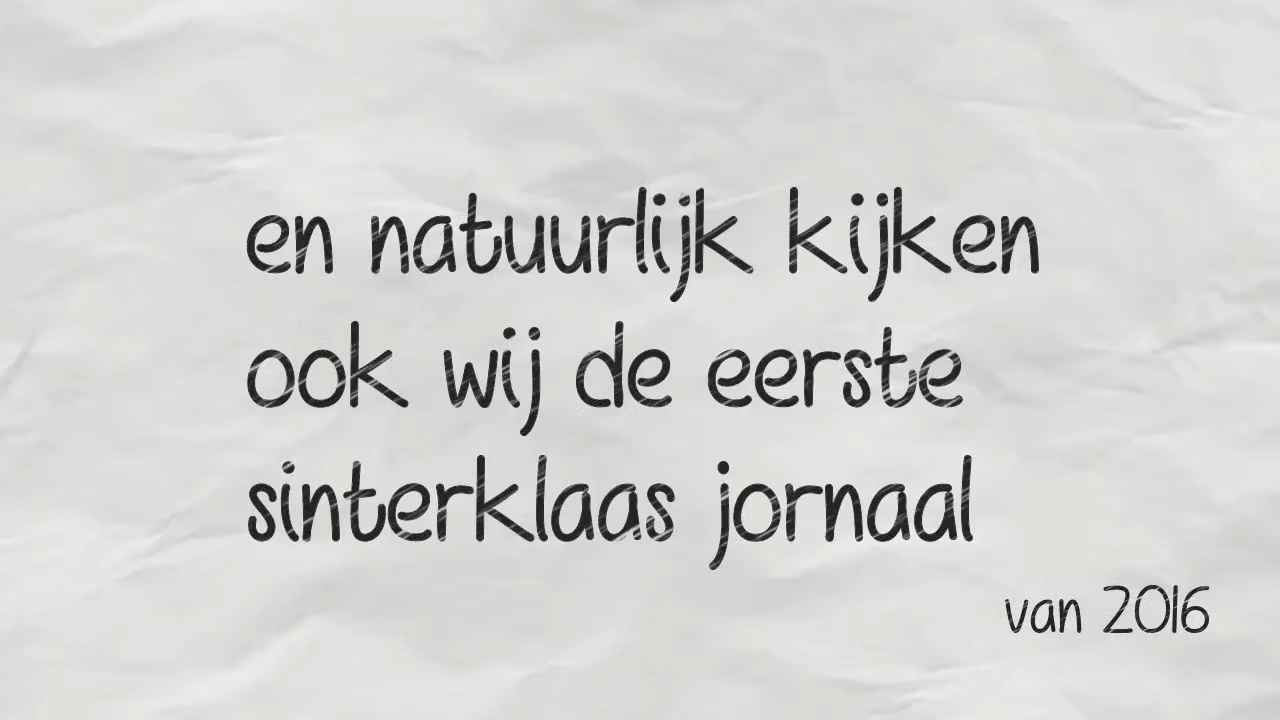 en natuurlijk kijken
ook wij de eerste
sinterklaas jornaal
van 2016